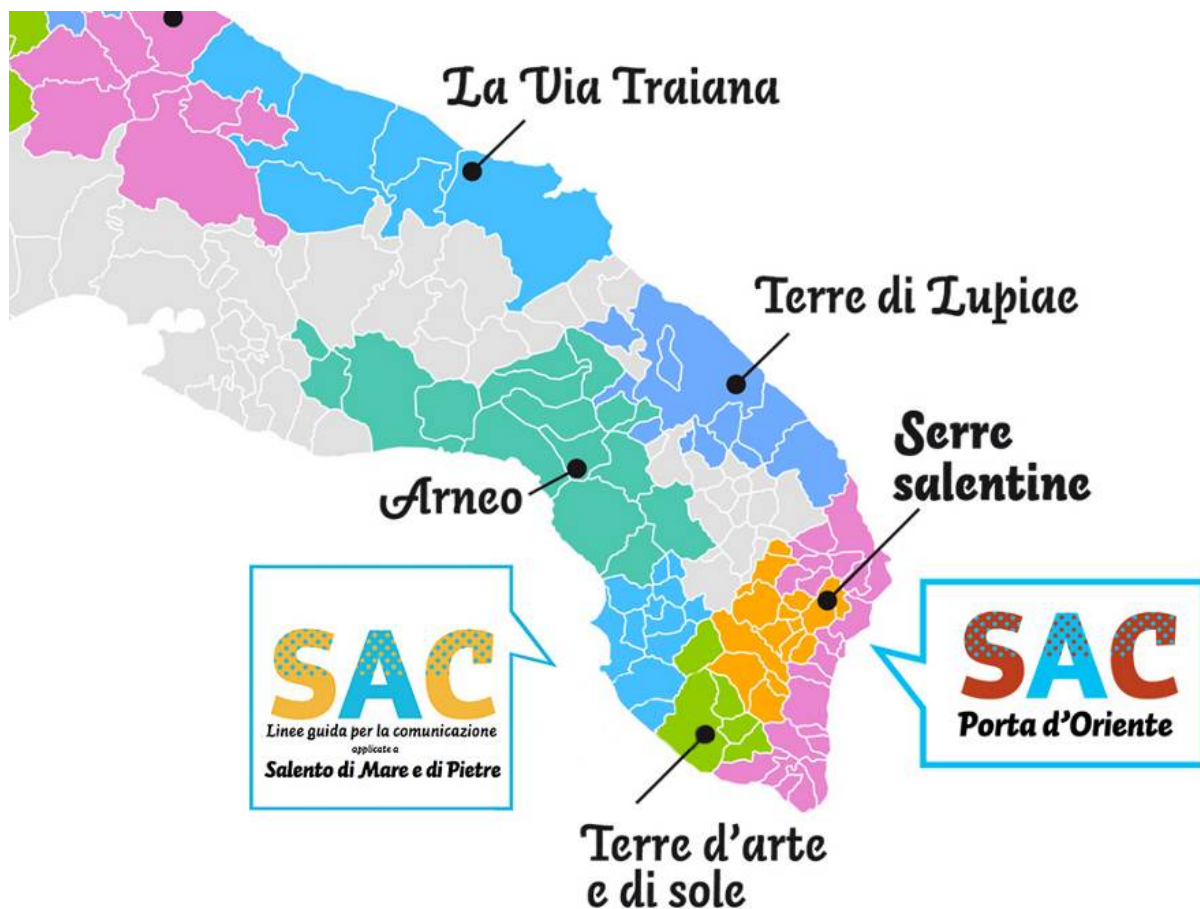 La Via Traiana
Terre di Lupiae
Serre
salentine
Arneo
SAC
Linee guida per la comunicazione
applicate a
Salento di Mare e di Pietre
SAC
Porta d'Oriente
Terre d'arte
e di sole